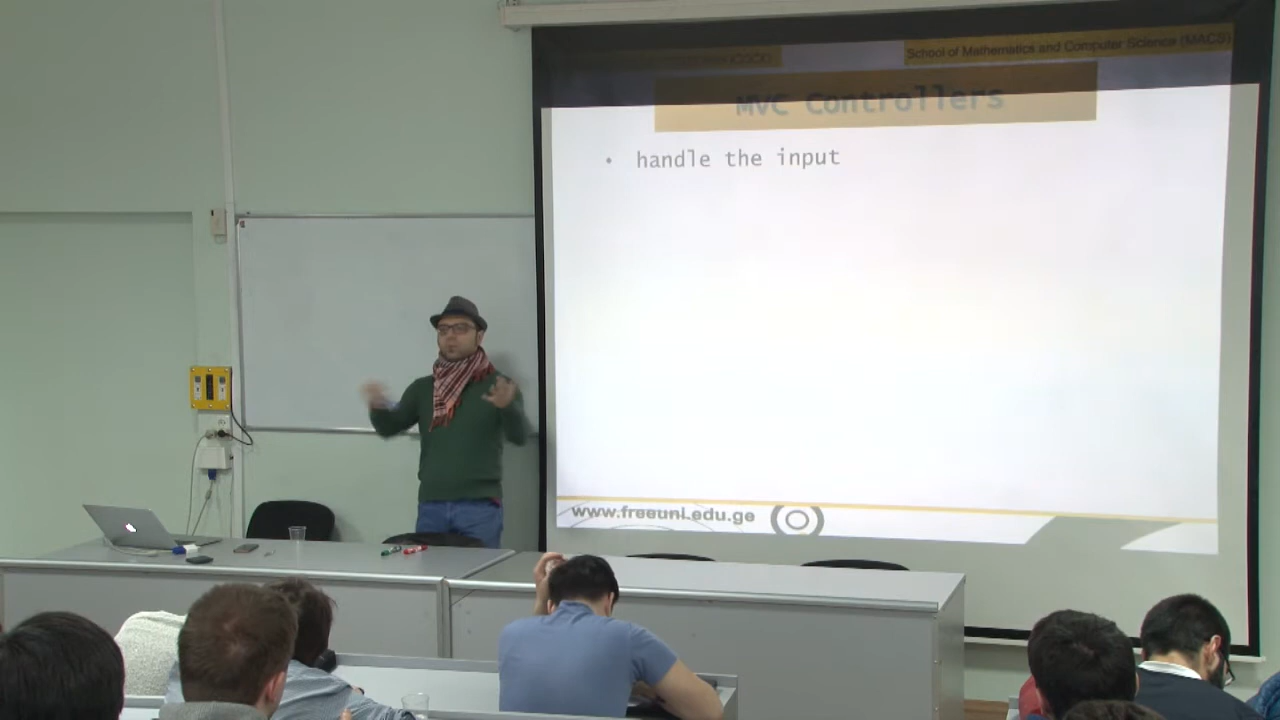 School of Mathematics and Computer Science (MACS)
MVC Controllers
• handle the input
www.freeuni.edu.ge